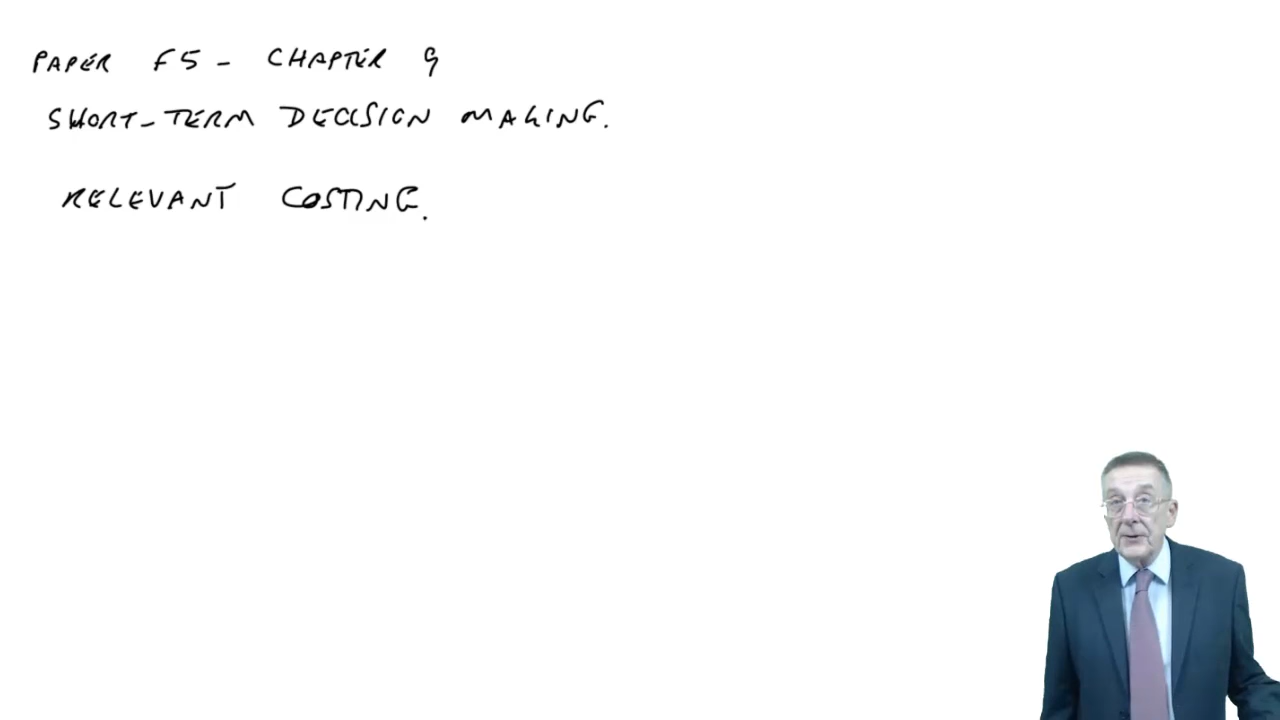 PAPER F5 - CHAPTER 9
SHORT-TERM DECISION MAKING.
RELEVANT COSTING.